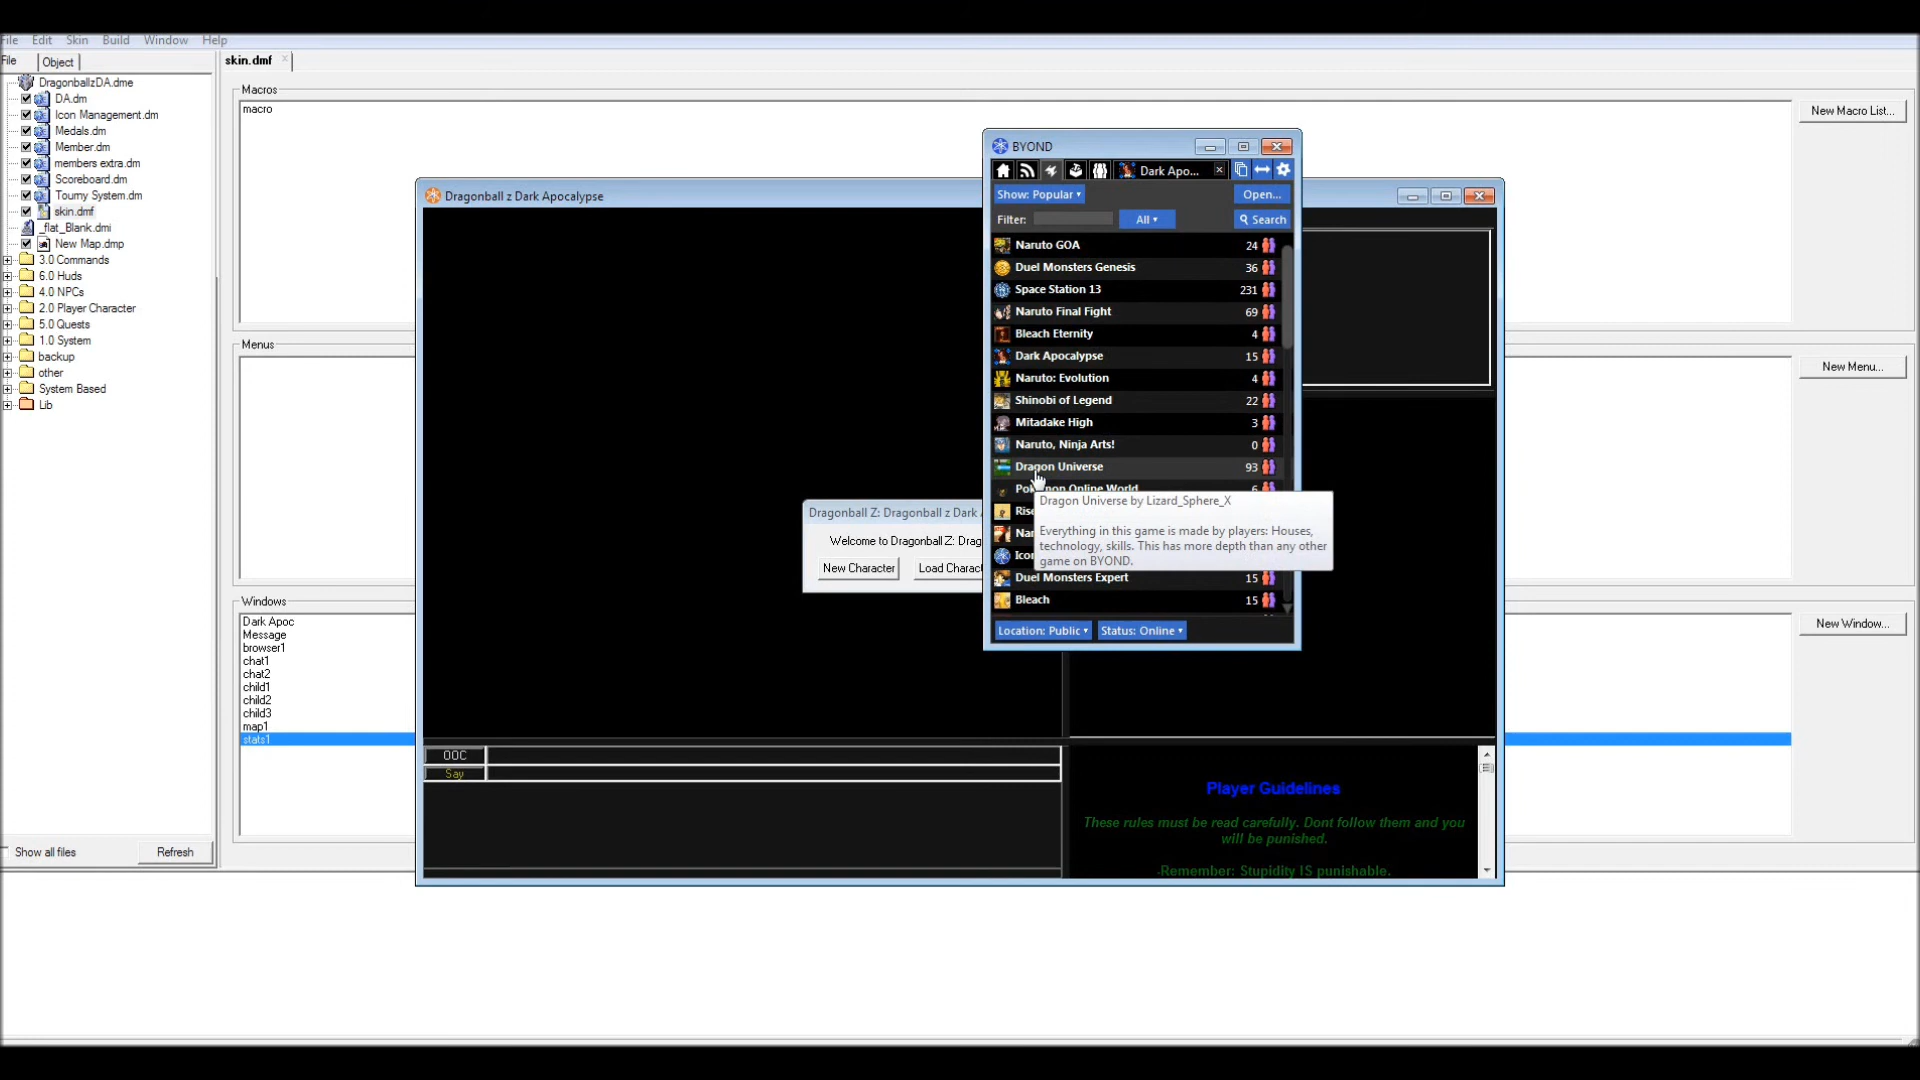 File Edit Skin Build Window Help
File Object
DragonballzDA.dme
DA.dm
Icon Management.dm
Medals.dm
Member.dm
members extra.dm
Scoreboard.dm
Tourny System.dm
skin.dmf
_flat_Blank.dmi
New Map.dmp
3.0 Commands
6.0 Huds
4.0 NPCs
2.0 Player Character
5.0 Quests
1.0 System
backup
other
System Based
Lib
Show all files Refresh
skin.dmf
Macros
macro
New Macro List...
Menus
New Menu...
Windows
Dark Apoc
Message
browser1
chat1
chat2
child1
child2
child3
map1
stats1
New Window...
Dragonball z Dark Apocalypse
Dragonball Z: Dragonball z Dark
Welcome to Dragonball Z: Drag
New Character Load Charac
OOC
Say
Player Guidelines
These rules must be read carefully. Dont follow them and you
will be punished.
-Remember: Stupidity IS punishable.
BYOND
Dark Apo...
Show: Popular Open...
Filter: All Search
Naruto GOA 24
Duel Monsters Genesis 36
Space Station 13 231
Naruto Final Fight 69
Bleach Eternity 4
Dark Apocalypse 15
Naruto: Evolution 4
Shinobi of Legend 22
Mitadake High 3
Naruto, Ninja Arts! 0
Dragon Universe 93
Online World 6
Dragon Universe by Lizard_Sphere_X
Everything in this game is made by players: Houses,
technology, skills. This has more depth than any other
game on BYOND.
Rise
Nar
Icon
Duel Monsters Expert 15
Bleach 15
Location: Public Status: Online